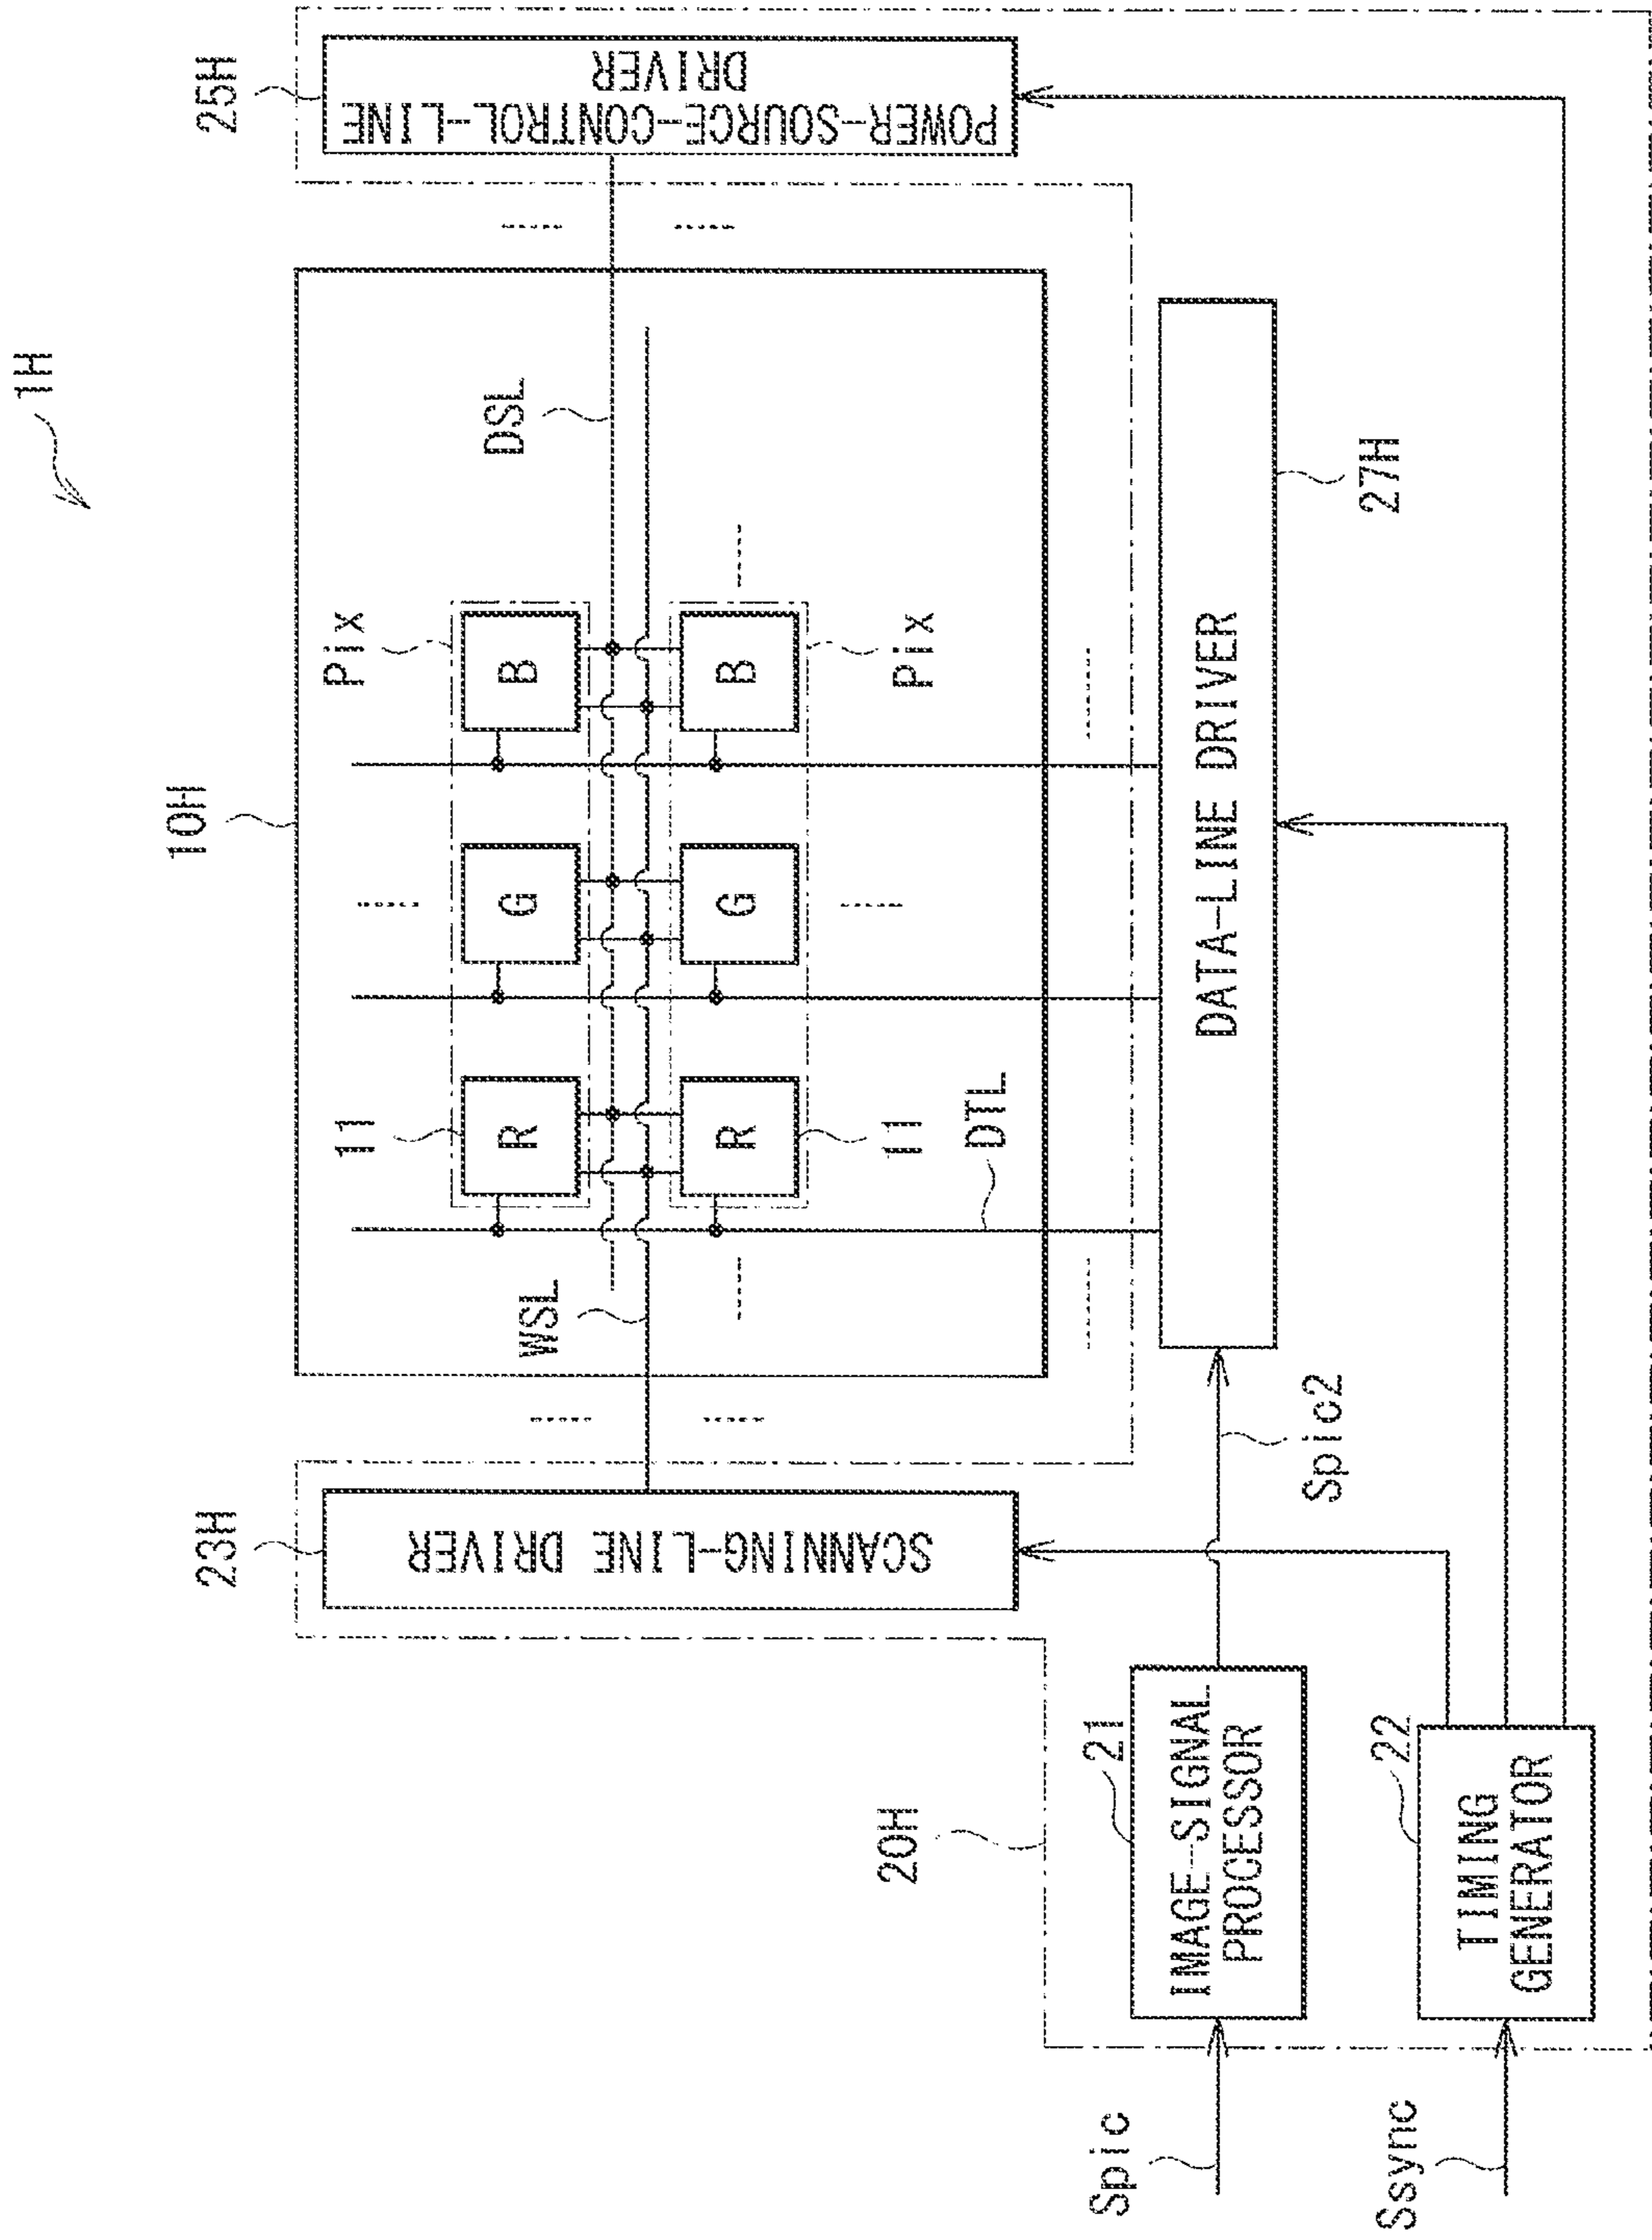 1H
10H
23H
25H
SCANNING-LINE DRIVER
POWER-SOURCE-CONTROL-LINE
DRIVER
11
Pix
R
G
B
WSL
DSL
R
G
B
11
Pix
DTL
20H
21
IMAGE-SIGNAL
PROCESSOR
Spic
Spic2
DATA-LINE DRIVER
27H
22
TIMING
GENERATOR
Ssync